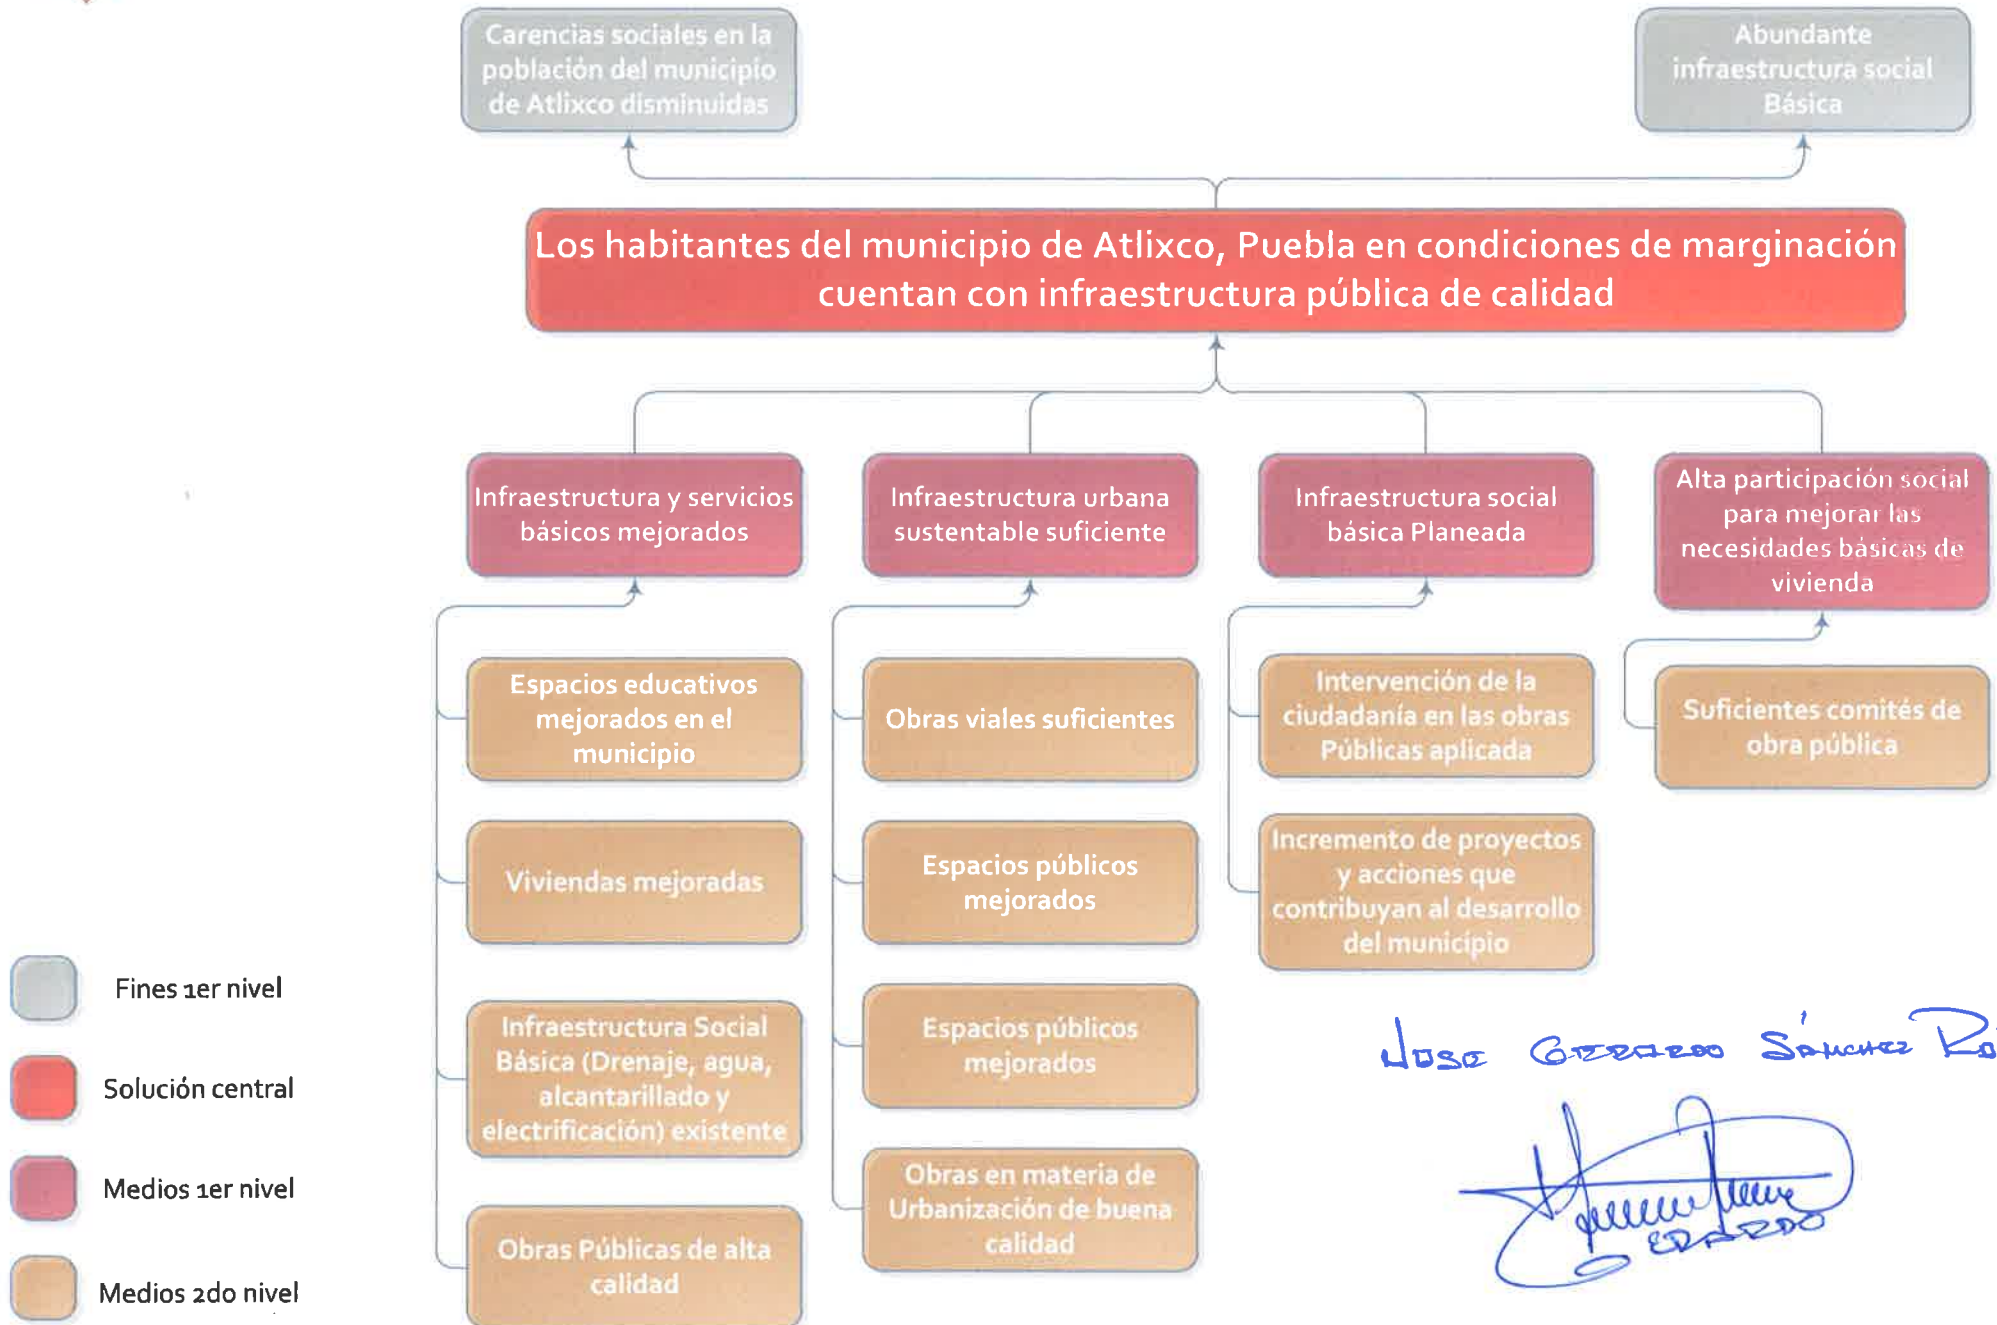 Carencias sociales en la
población del municipio
de Atlixco disminuidas
Abundante
infraestructura social
Básica
Los habitantes del municipio de Atlixco, Puebla en condiciones de marginación
cuentan con infraestructura pública de calidad
Infraestructura y servicios
básicos mejorados
Infraestructura urbana
sustentable suficiente
Infraestructura social
básica Planeada
Alta participación social
para mejorar las
necesidades básicas de
vivienda
Espacios educativos
mejorados en el
municipio
Viviendas mejoradas
Infraestructura Social
Básica (Drenaje, agua,
alcantarillado y
electrificación) existente
Obras Públicas de alta
calidad
Obras viales suficientes
Espacios públicos
mejorados
Espacios públicos
mejorados
Obras en materia de
Urbanización de buena
calidad
Intervención de la
ciudadanía en las obras
Públicas aplicada
Incremento de proyectos
y acciones que
contribuyan al desarrollo
del municipio
Suficientes comités de
obra pública
Fines 1er nivel
Solución central
Medios 1er nivel
Medios 2do nivel
JOSE GERARDO SÁNCHEZ